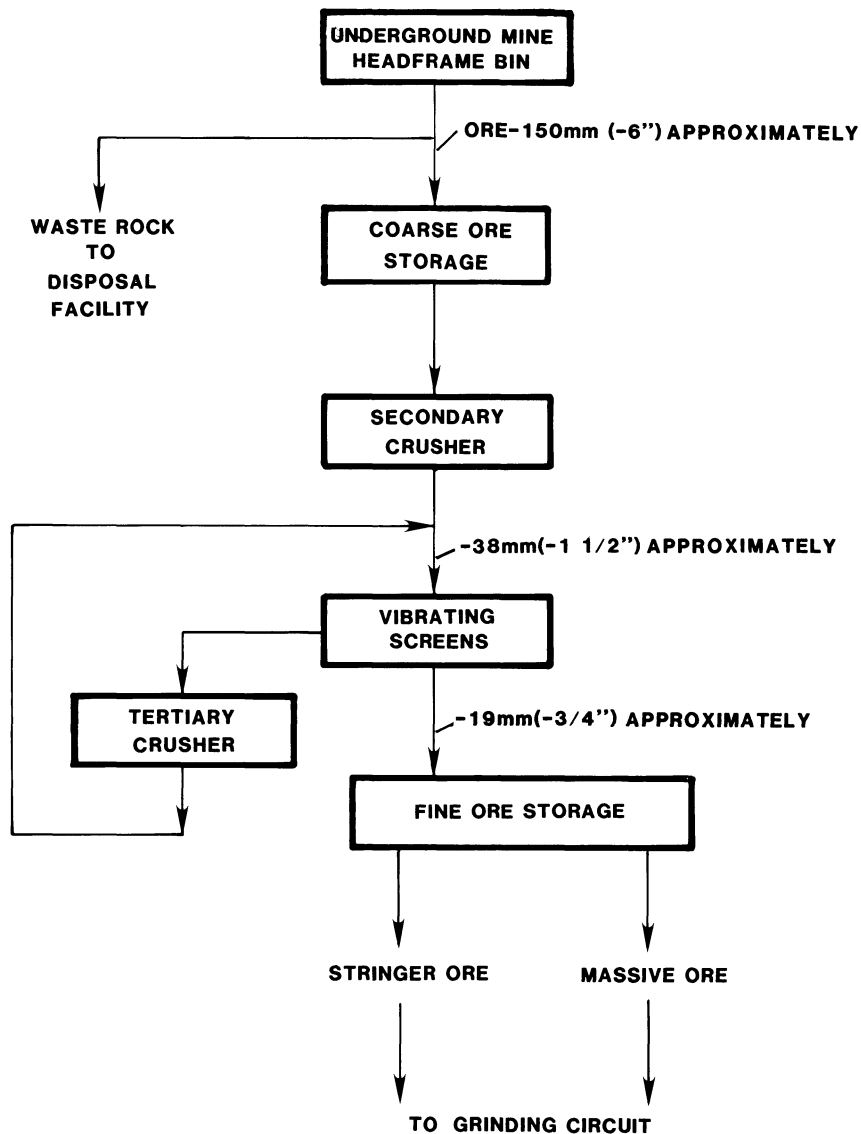 UNDERGROUND MINE
HEADFRAME BIN
ORE-150mm (-6") APPROXIMATELY
WASTE ROCK
TO
DISPOSAL
FACILITY
COARSE ORE
STORAGE
SECONDARY
CRUSHER
-38mm(-1 1/2") APPROXIMATELY
VIBRATING
SCREENS
TERTIARY
CRUSHER
-19mm(-3/4") APPROXIMATELY
FINE ORE STORAGE
STRINGER ORE
MASSIVE ORE
TO GRINDING CIRCUIT